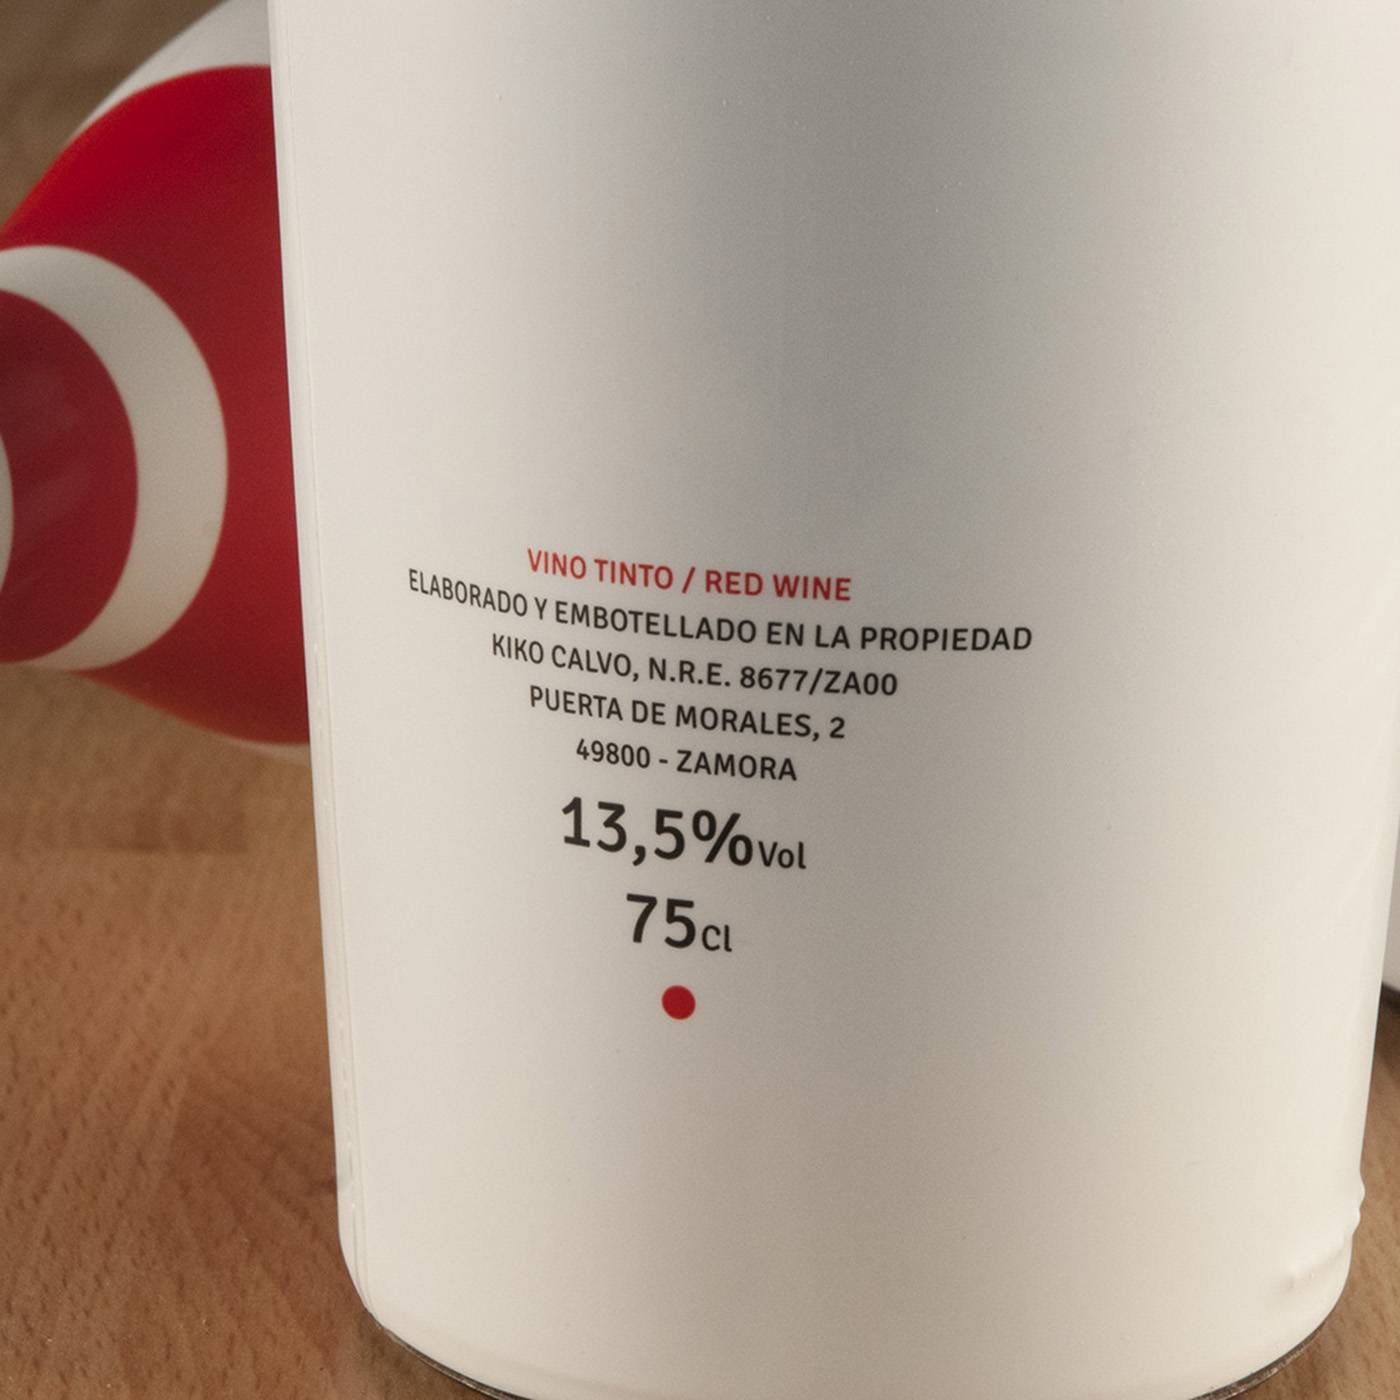 VINO TINTO / RED WINE
ELABORADO Y EMBOTELLADO EN LA PROPIEDAD
KIKO CALVO, N.R.E. 8677/ZA00
PUERTA DE MORALES, 2
49800 - ZAMORA
13,5%Vol
75cl